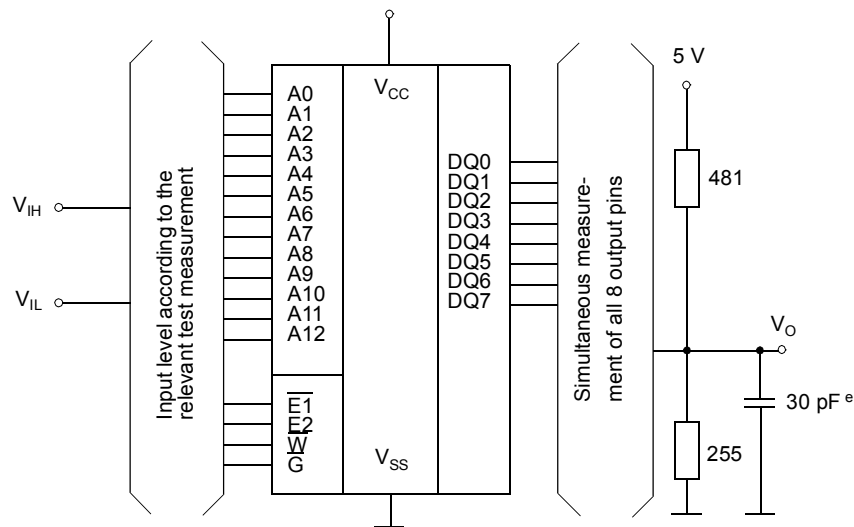 5 V
V_CC
A0
A1
A2
A3
A4
A5
A6
A7
A8
A9
A10
A11
A12
DQ0
DQ1
DQ2
DQ3
DQ4
DQ5
DQ6
DQ7
481
V_IH
V_IL
Input level according to the
relevant test measurement
Simultaneous measure-
ment of all 8 output pins
V_O
E1
E2
W
G
V_SS
30 pF e
255